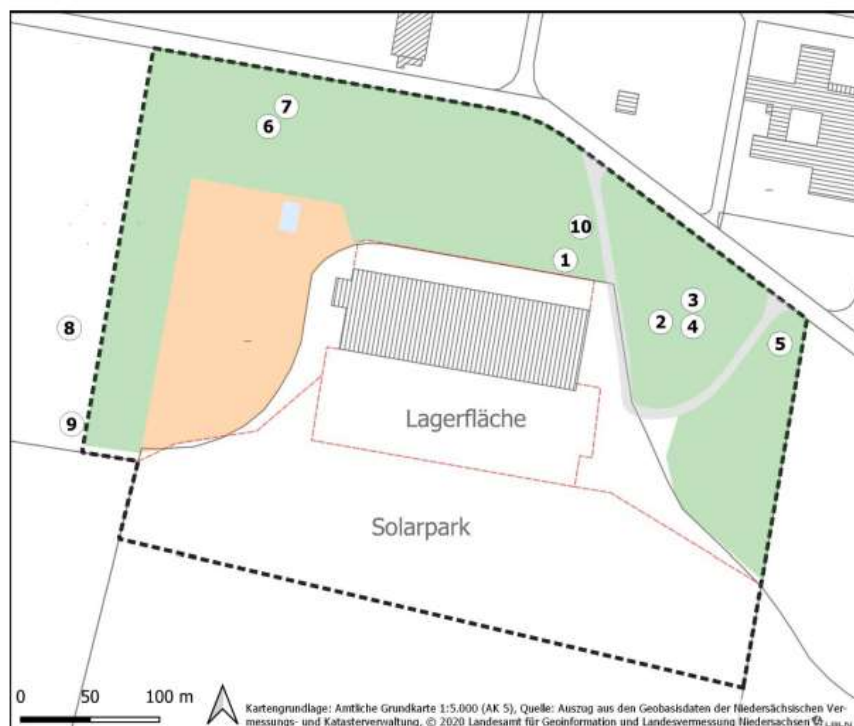 7
6
10
1
3
8
2
4
5
9
Lagerfläche
Solarpark
0 50 100 m
Kartengrundlage: Amtliche Grundkarte 1:5.000 (AK 5), Quelle: Auszug aus den Geobasisdaten der Niedersächsischen Ver-
messungs- und Katasterverwaltung, © 2020 Landesamt für Geoinformation und Landesvermessung Niedersachsen